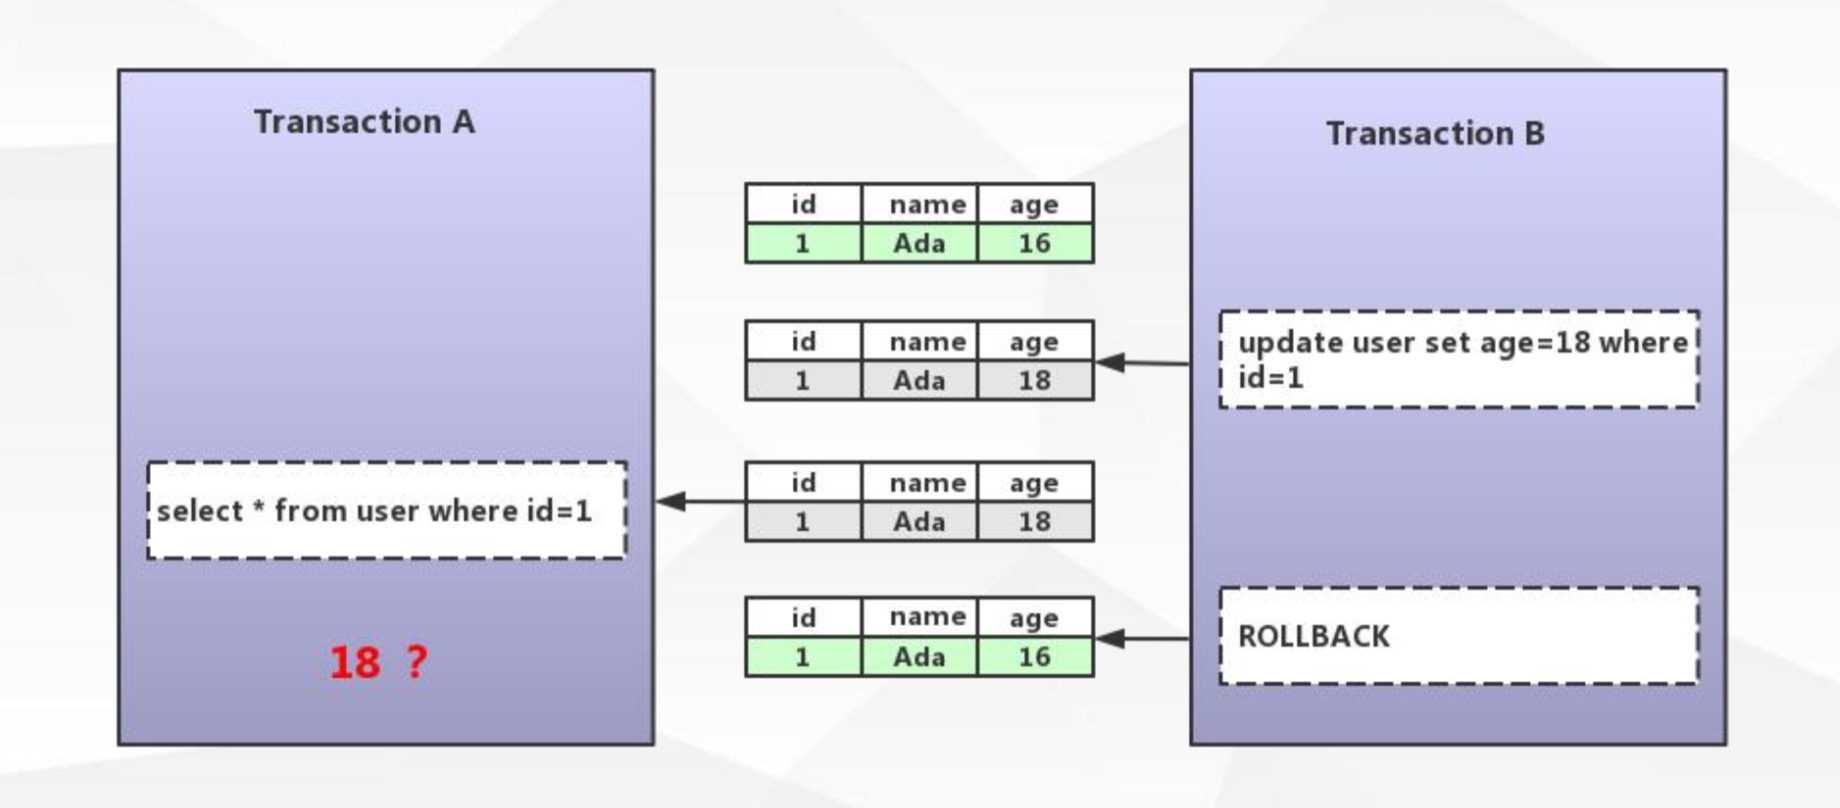 Transaction A
Transaction B
id name age
1 Ada 16
id name age
1 Ada 18
update user set age=18 where
id=1
select * from user where id=1
id name age
1 Ada 18
18 ?
id name age
1 Ada 16
ROLLBACK